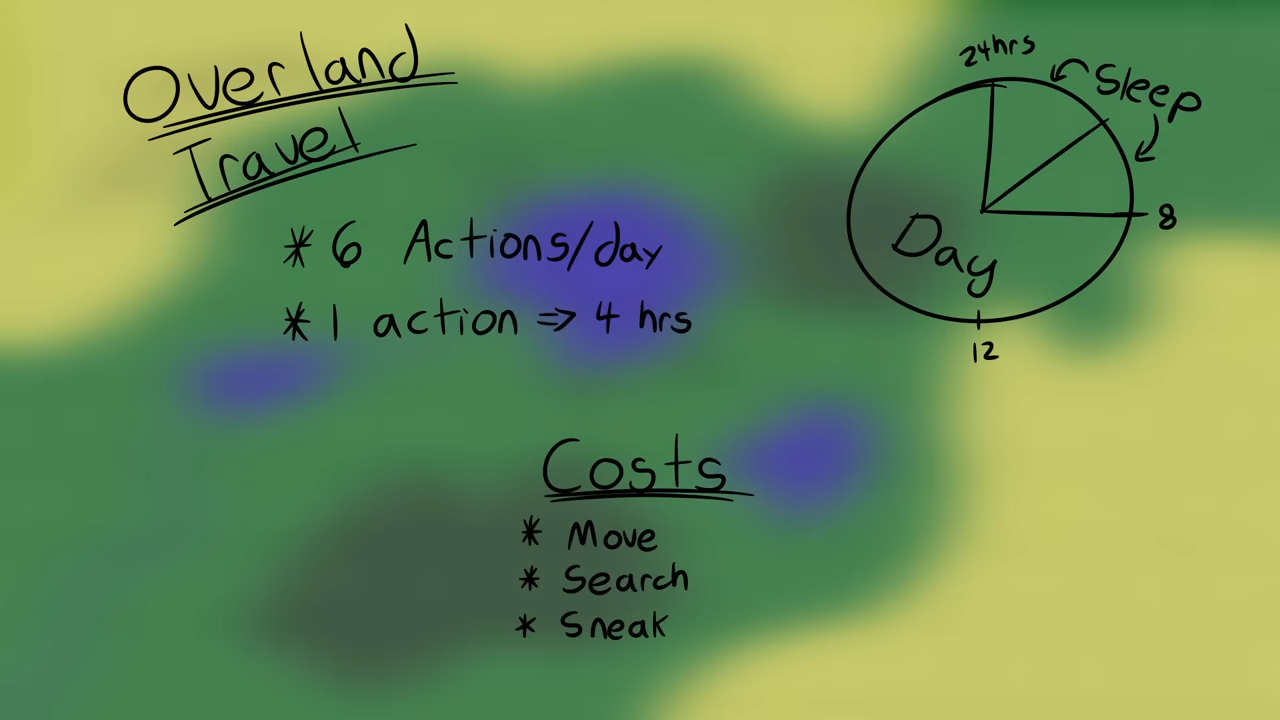 Overland
Travel
* 6 Actions/day
* 1 action ⇒ 4 hrs
24hrs
Sleep
8
Day
12
Costs
* Move
* Search
* Sneak